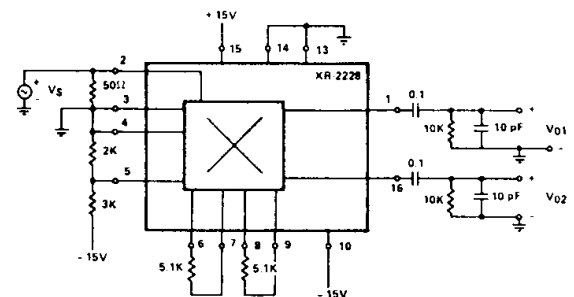 + 15V
15
14
13
XR-2228
2
+
Vs
-
50Ω
3
4
2K
5
3K
- 15V
1
0.1
10K
10 pF
+
VO1
-
16
0.1
10K
10 pF
+
VO2
-
6
7
8
9
10
5.1K
5.1K
- 15V